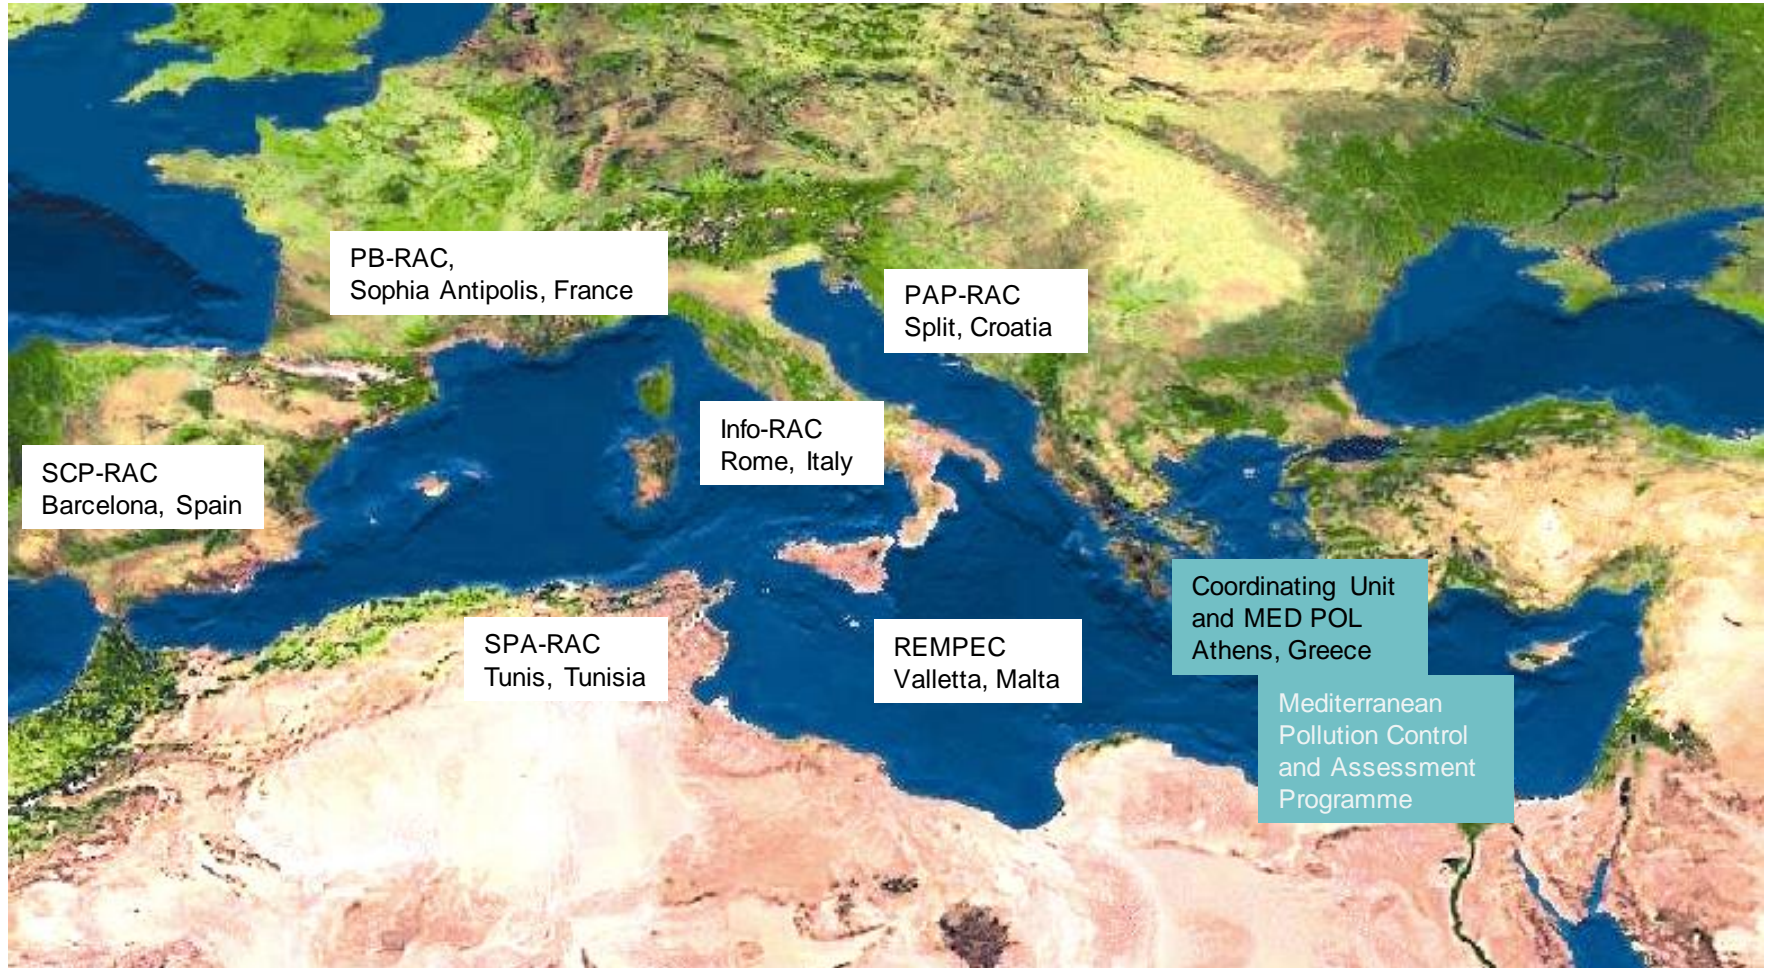 PB-RAC,
Sophia Antipolis, France
PAP-RAC
Split, Croatia
Info-RAC
Rome, Italy
SCP-RAC
Barcelona, Spain
SPA-RAC
Tunis, Tunisia
REMPEC
Valletta, Malta
Coordinating Unit
and MED POL
Athens, Greece
Mediterranean
Pollution Control
and Assessment
Programme